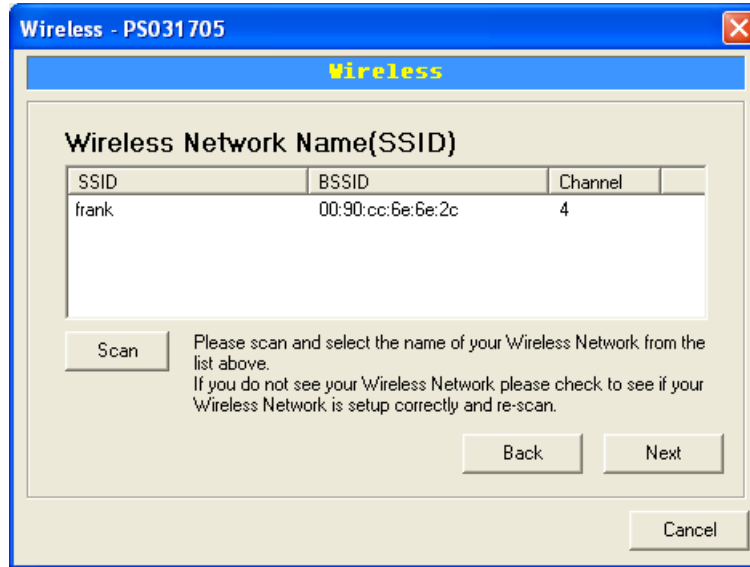 Wireless - PS031705
Wireless
Wireless Network Name(SSID)
SSID BSSID Channel
frank 00:90:cc:6e:6e:2c 4
Scan
Please scan and select the name of your Wireless Network from the
list above.
If you do not see your Wireless Network please check to see if your
Wireless Network is setup correctly and re-scan.
Back Next
Cancel